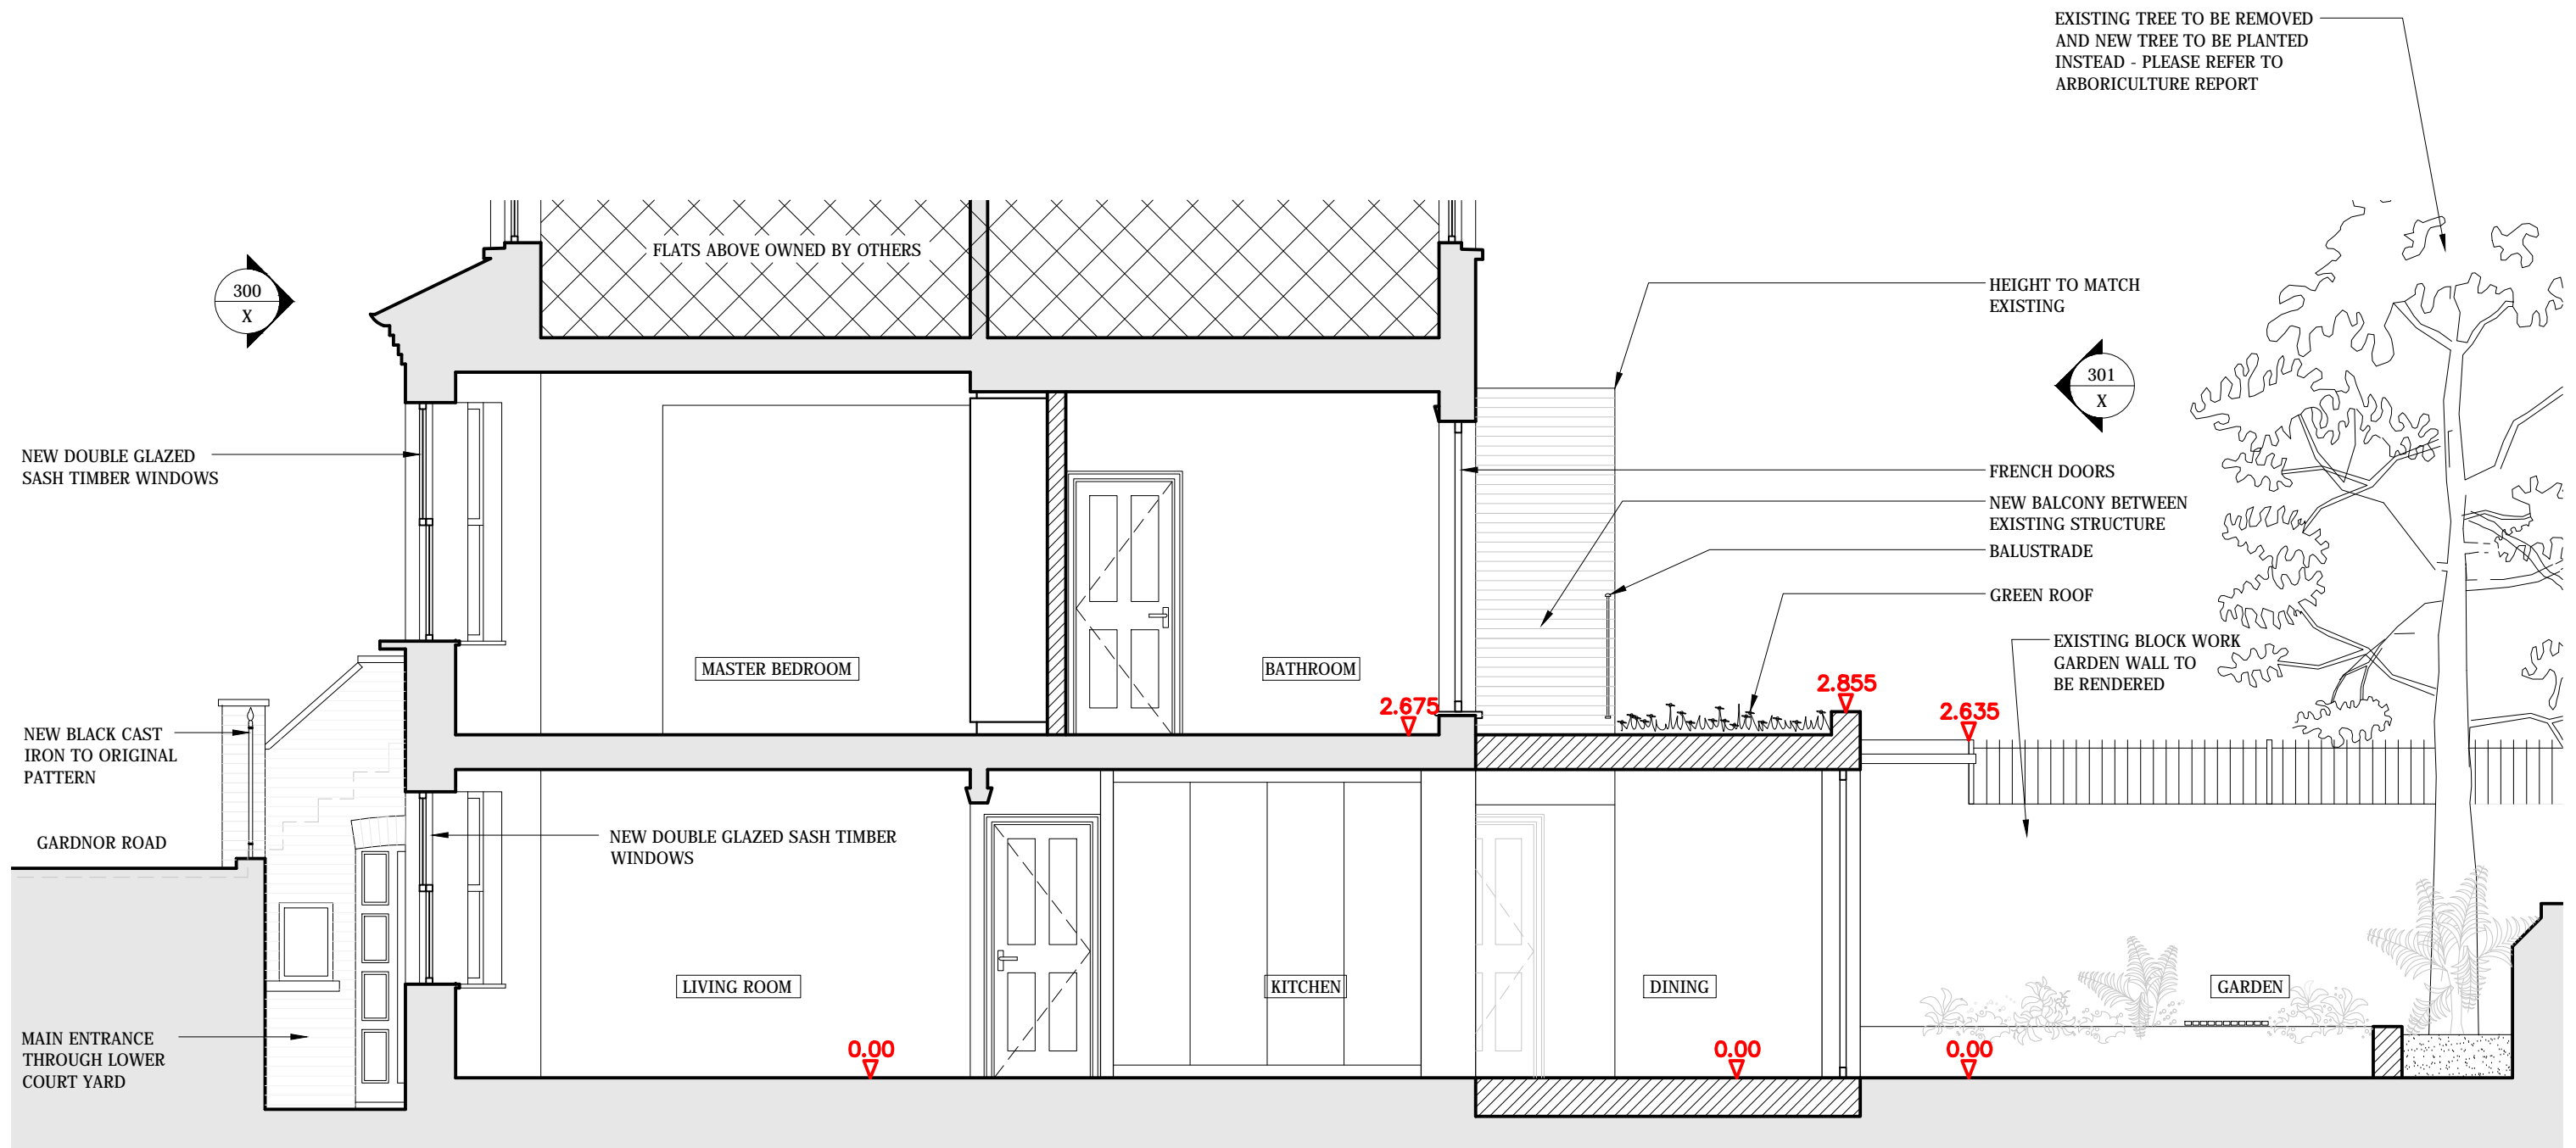 EXISTING TREE TO BE REMOVED
AND NEW TREE TO BE PLANTED
INSTEAD - PLEASE REFER TO
ARBORICULTURE REPORT
FLATS ABOVE OWNED BY OTHERS
300
X
HEIGHT TO MATCH
EXISTING
301
X
NEW DOUBLE GLAZED
SASH TIMBER WINDOWS
FRENCH DOORS
NEW BALCONY BETWEEN
EXISTING STRUCTURE
BALUSTRADE
GREEN ROOF
EXISTING BLOCK WORK
GARDEN WALL TO
BE RENDERED
MASTER BEDROOM
BATHROOM
2.675
2.855
2.635
NEW BLACK CAST
IRON TO ORIGINAL
PATTERN
GARDNOR ROAD
NEW DOUBLE GLAZED SASH TIMBER
WINDOWS
LIVING ROOM
KITCHEN
DINING
GARDEN
MAIN ENTRANCE
THROUGH LOWER
COURT YARD
0.00
0.00
0.00